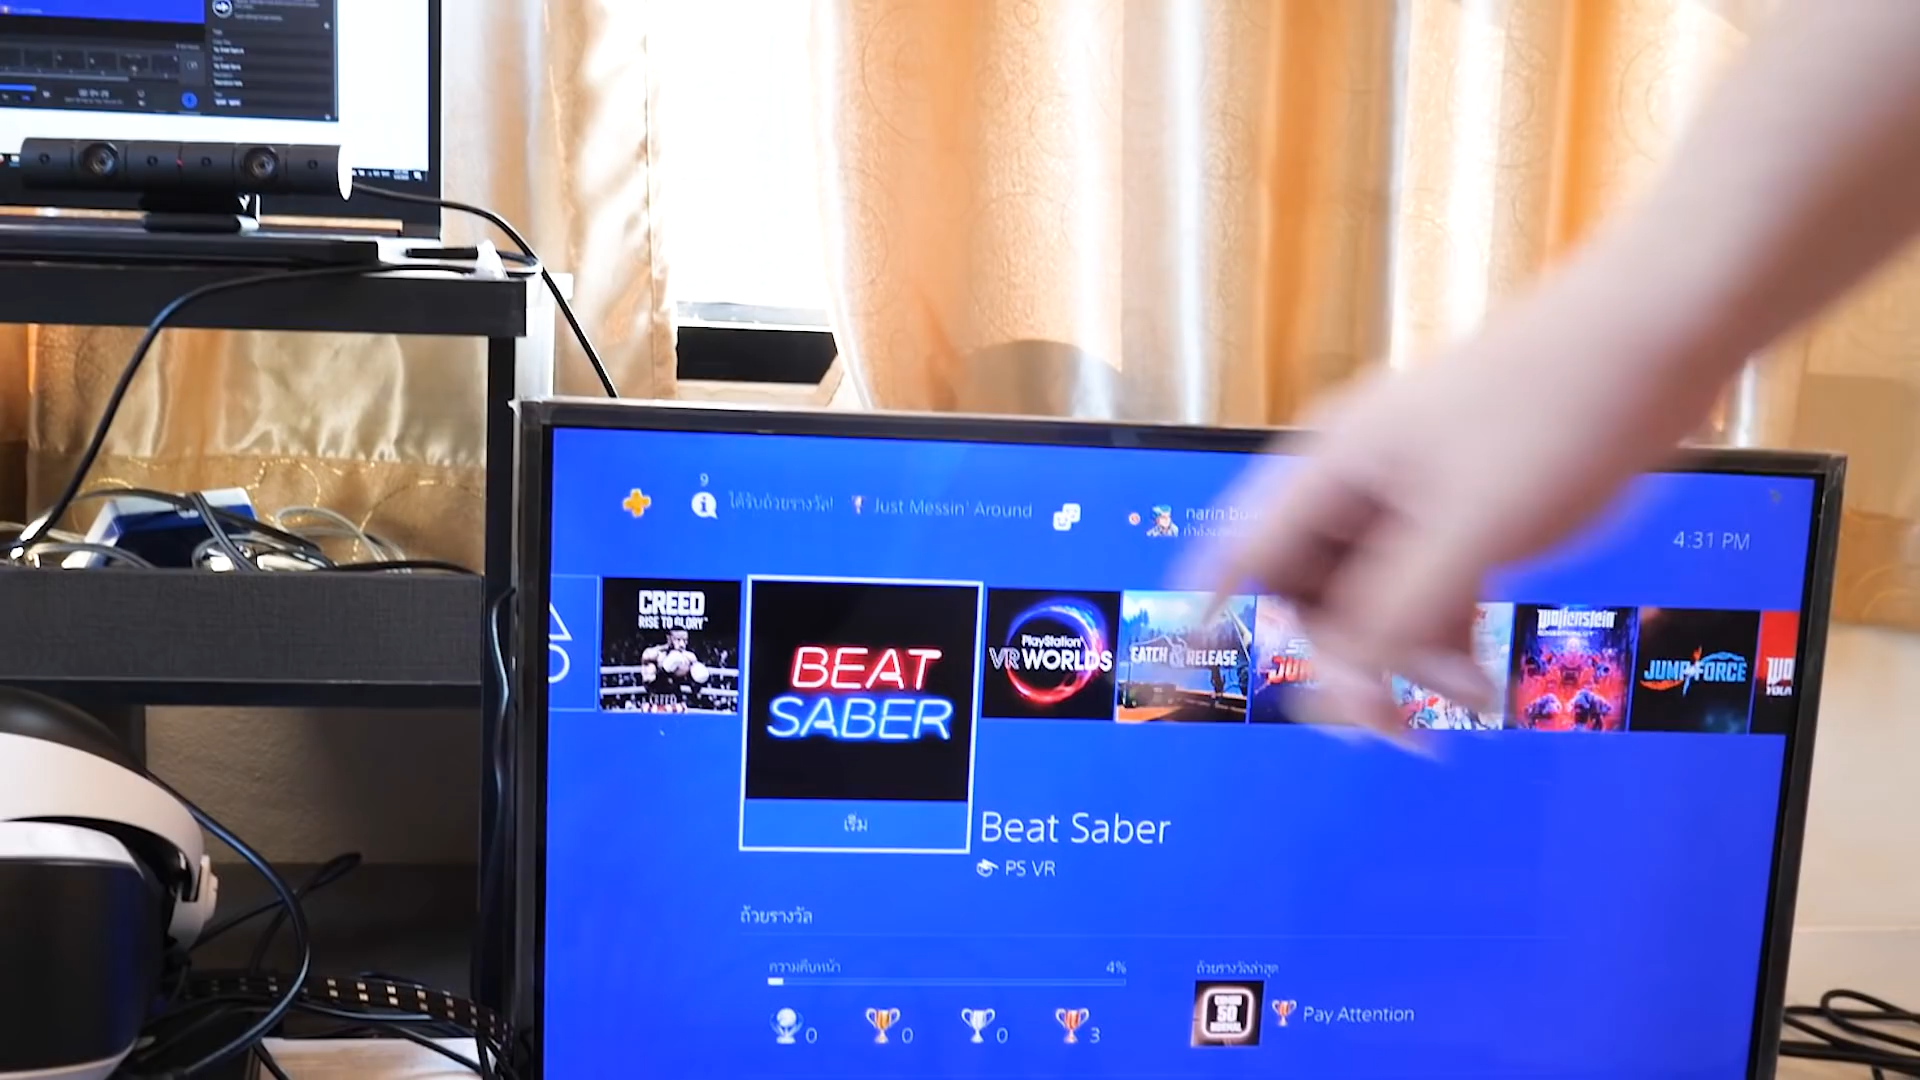 9
ได้รับถ้วยรางวัล! Just Messin' Around
narin bu
4:31 PM
CREED
RISE TO GLORY
BEAT
SABER
PlayStation
VR WORLDS
CATCH & RELEASE
Wolfenstein
JUMP FORCE
เริ่ม
Beat Saber
PS VR
ถ้วยรางวัล
ความคืบหน้า
4%
ถ้วยรางวัลล่าสุด
0
0
0
3
50
NORMAL
Pay Attention